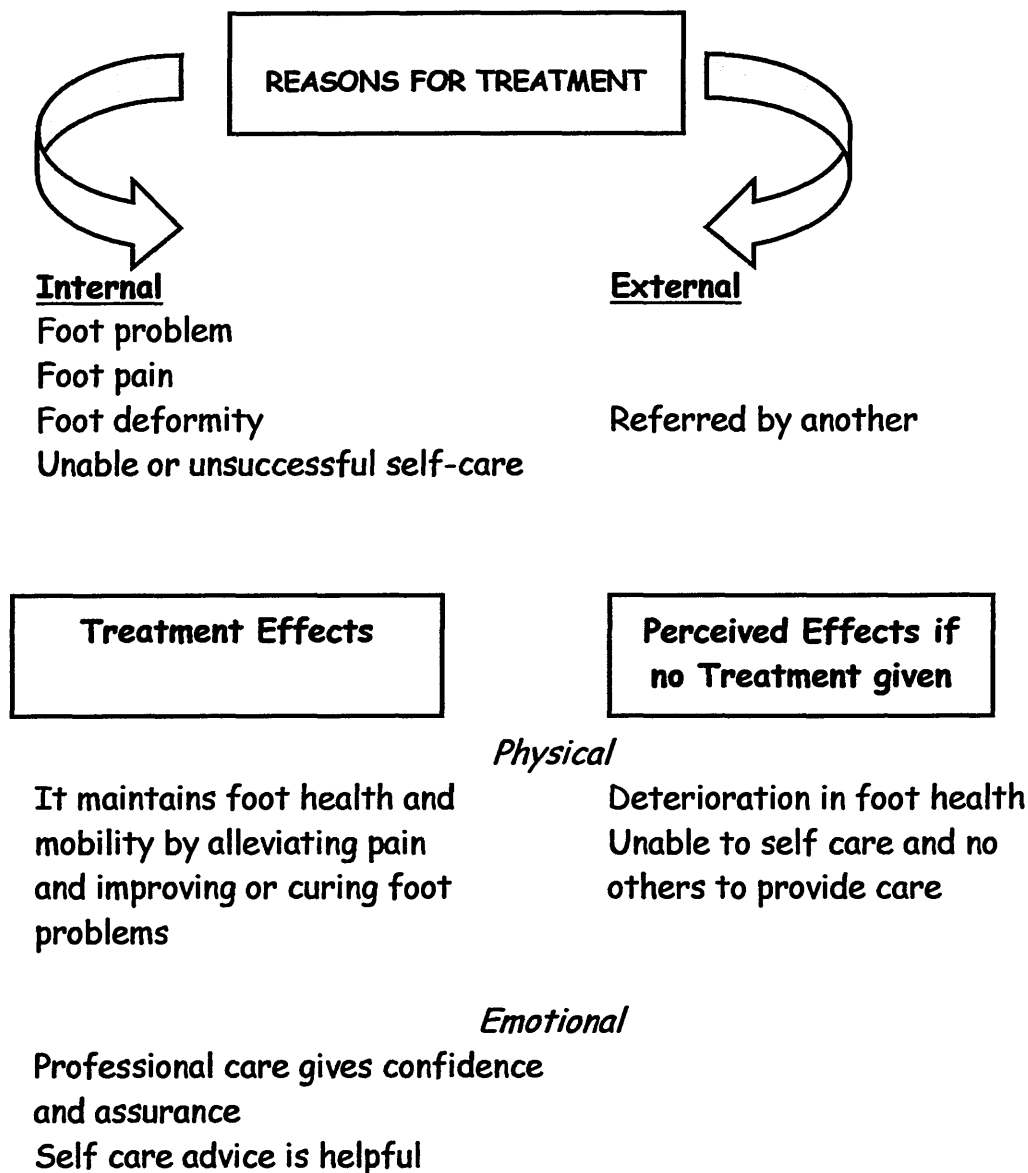 REASONS FOR TREATMENT
Internal
Foot problem
Foot pain
Foot deformity
Unable or unsuccessful self-care
External
Referred by another
Treatment Effects
Perceived Effects if
no Treatment given
Physical
It maintains foot health and
mobility by alleviating pain
and improving or curing foot
problems
Deterioration in foot health
Unable to self care and no
others to provide care
Emotional
Professional care gives confidence
and assurance
Self care advice is helpful